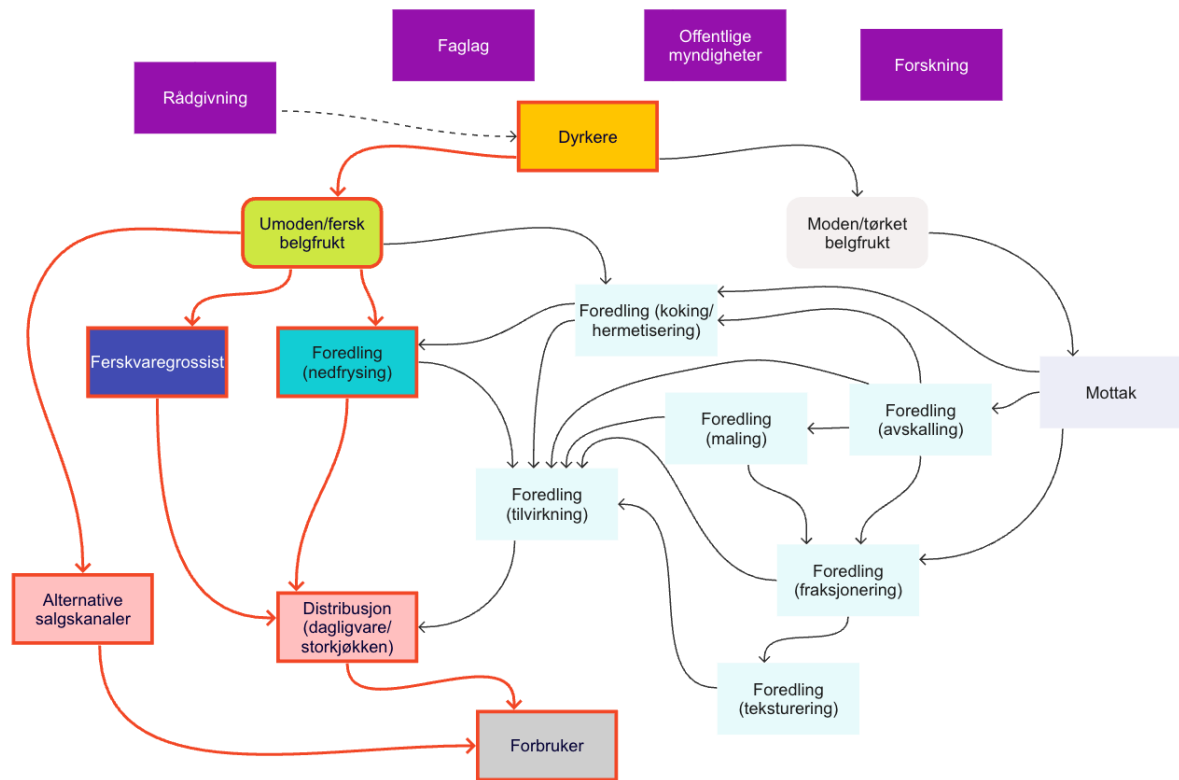 Faglag
Offentlige
myndigheter
Forskning
Rådgivning
Dyrkere
Umoden/fersk
belgfrukt
Moden/tørket
belgfrukt
Foredling (koking/
hermetisering)
Ferskvaregrossist
Foredling
(nedfrysing)
Mottak
Foredling
(maling)
Foredling
(avskalling)
Foredling
(tilvirkning)
Foredling
(fraksjonering)
Alternative
salgskanaler
Distribusjon
(dagligvare/
storkjøkken)
Foredling
(teksturering)
Forbruker